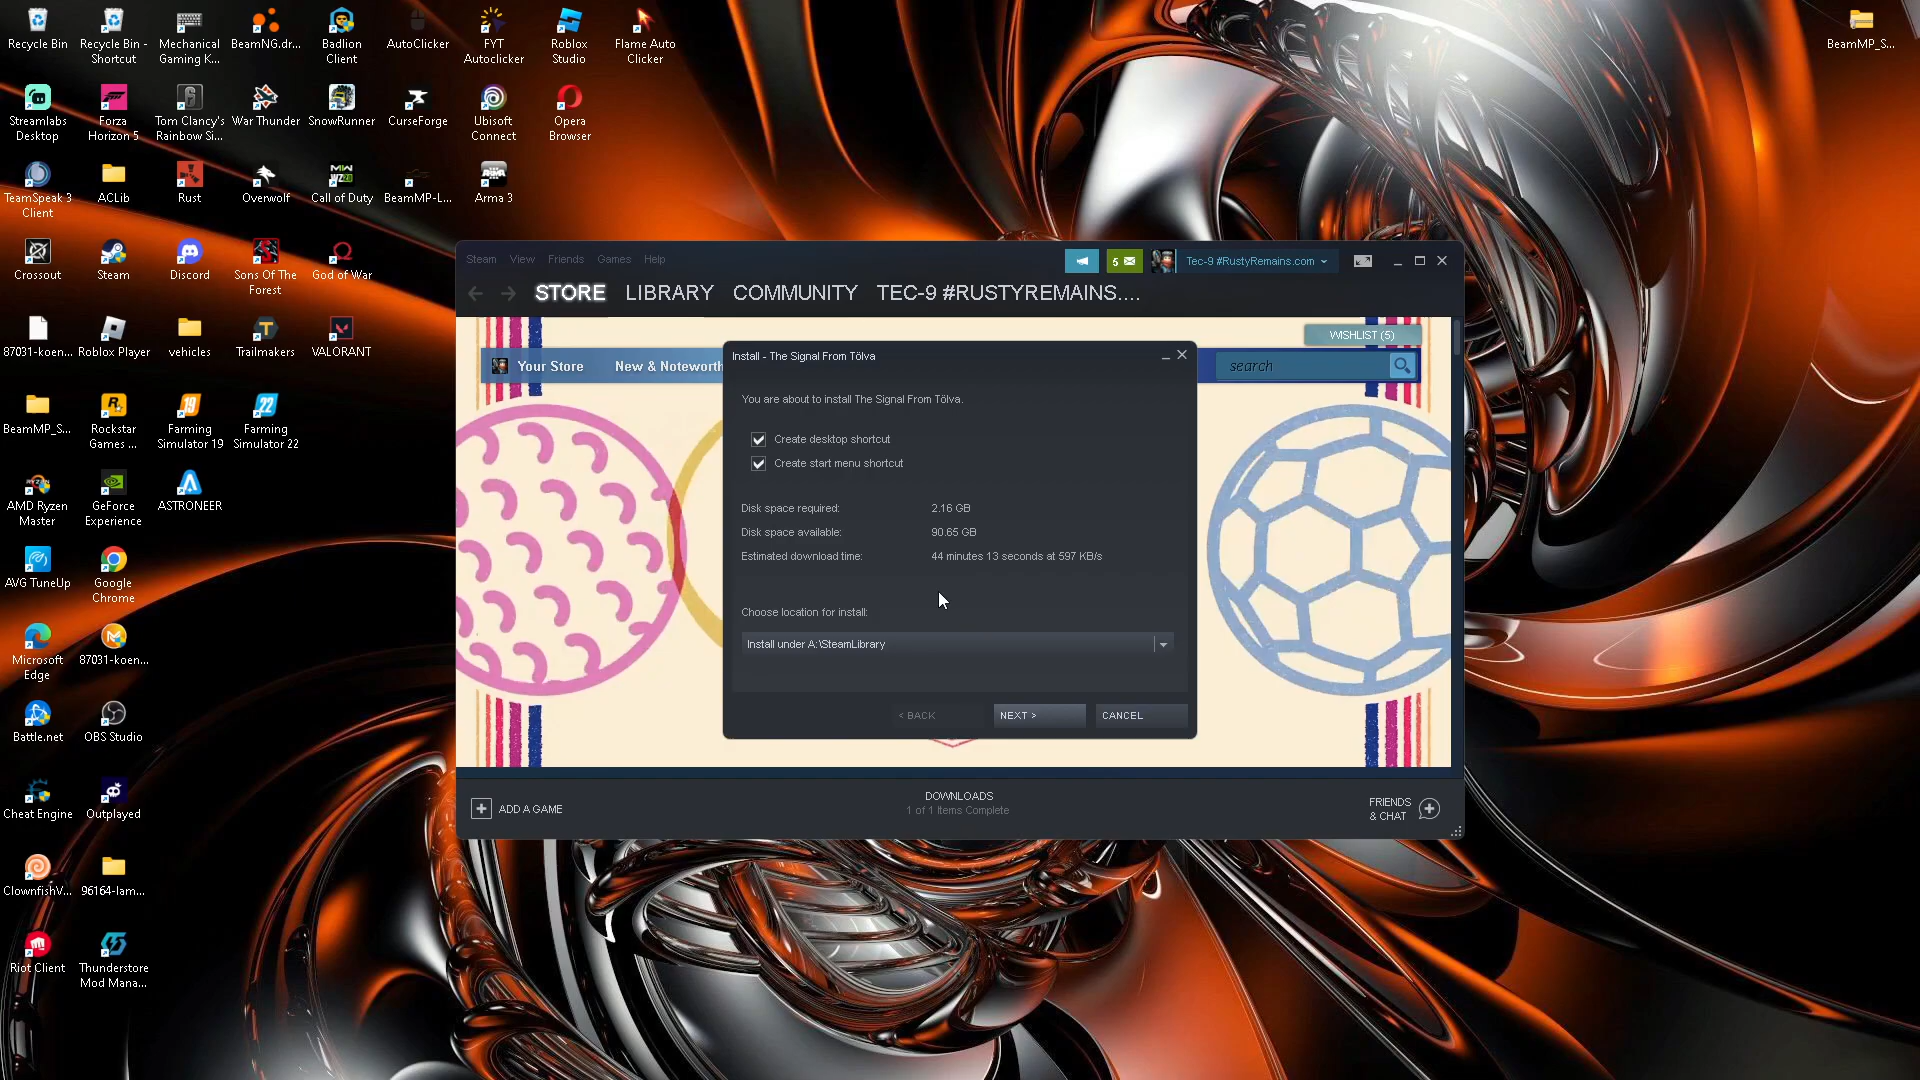 Recycle Bin
Recycle Bin -
Shortcut
Mechanical
Gaming K...
BeamNG.dr...
Badlion
Client
AutoClicker
FYT
Autoclicker
Roblox
Studio
Flame Auto
Clicker
BeamMP_S...
Streamlabs
Desktop
Forza
Horizon 5
Tom Clancy's
Rainbow Si...
War Thunder
SnowRunner
CurseForge
Ubisoft
Connect
Opera
Browser
TeamSpeak 3
Client
ACLib
Rust
Overwolf
Call of Duty
BeamMP-L...
Arma 3
Crossout
Steam
Discord
Sons Of The
Forest
God of War
87031-koen...
Roblox Player
vehicles
Trailmakers
VALORANT
BeamMP_S...
Rockstar
Games ...
Farming
Simulator 19
Farming
Simulator 22
AMD Ryzen
Master
GeForce
Experience
ASTRONEER
AVG TuneUp
Google
Chrome
Microsoft
Edge
87031-koen...
Battle.net
OBS Studio
Cheat Engine
Outplayed
ClownfishV...
96164-lam...
Riot Client
Thunderstore
Mod Mana...
Steam View Friends Games Help
5
Tec-9 #RustyRemains.com
STORE LIBRARY COMMUNITY TEC-9 #RUSTYREMAINS....
WISHLIST (5)
Your Store
New & Noteworth
search
Install - The Signal From Tölva
You are about to install The Signal From Tölva.
Create desktop shortcut
Create start menu shortcut
Disk space required: 2.16 GB
Disk space available: 90.65 GB
Estimated download time: 44 minutes 13 seconds at 597 KB/s
Choose location for install:
Install under A:\SteamLibrary
< BACK
NEXT >
CANCEL
ADD A GAME
DOWNLOADS
1 of 1 Items Complete
FRIENDS
& CHAT